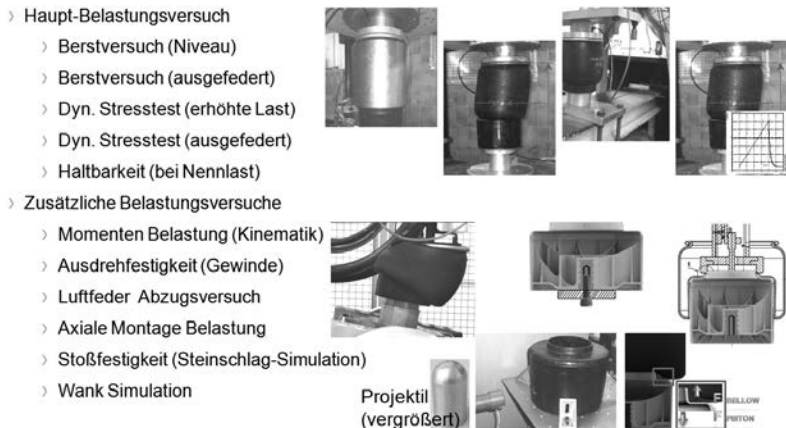 Haupt-Belastungsversuch
Berstversuch (Niveau)
Berstversuch (ausgefedert)
Dyn. Stresstest (erhöhte Last)
Dyn. Stresstest (ausgefedert)
Haltbarkeit (bei Nennlast)
Zusätzliche Belastungsversuche
Momenten Belastung (Kinematik)
Ausdrehfestigkeit (Gewinde)
Luftfeder Abzugsversuch
Axiale Montage Belastung
Stoßfestigkeit (Steinschlag-Simulation)
Wank Simulation
Projektil
(vergrößert)
F
BELLOW
PISTON